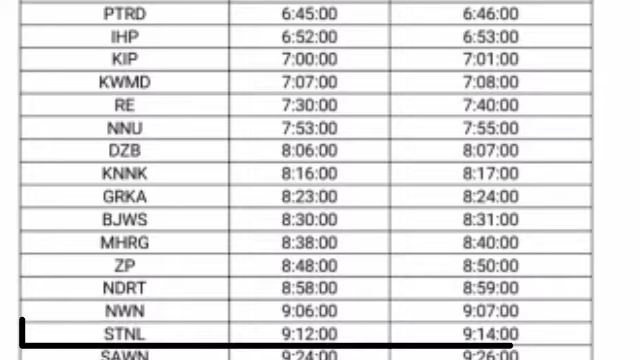 PTRD 6:45:00 6:46:00
IHP 6:52:00 6:53:00
KIP 7:00:00 7:01:00
KWMD 7:07:00 7:08:00
RE 7:30:00 7:40:00
NNU 7:53:00 7:55:00
DZB 8:06:00 8:07:00
KNNK 8:16:00 8:17:00
GRKA 8:23:00 8:24:00
BJWS 8:30:00 8:31:00
MHRG 8:38:00 8:40:00
ZP 8:48:00 8:50:00
NDRT 8:58:00 8:59:00
NWN 9:06:00 9:07:00
STNL 9:12:00 9:14:00
SAWN 9:24:00 9:26:00